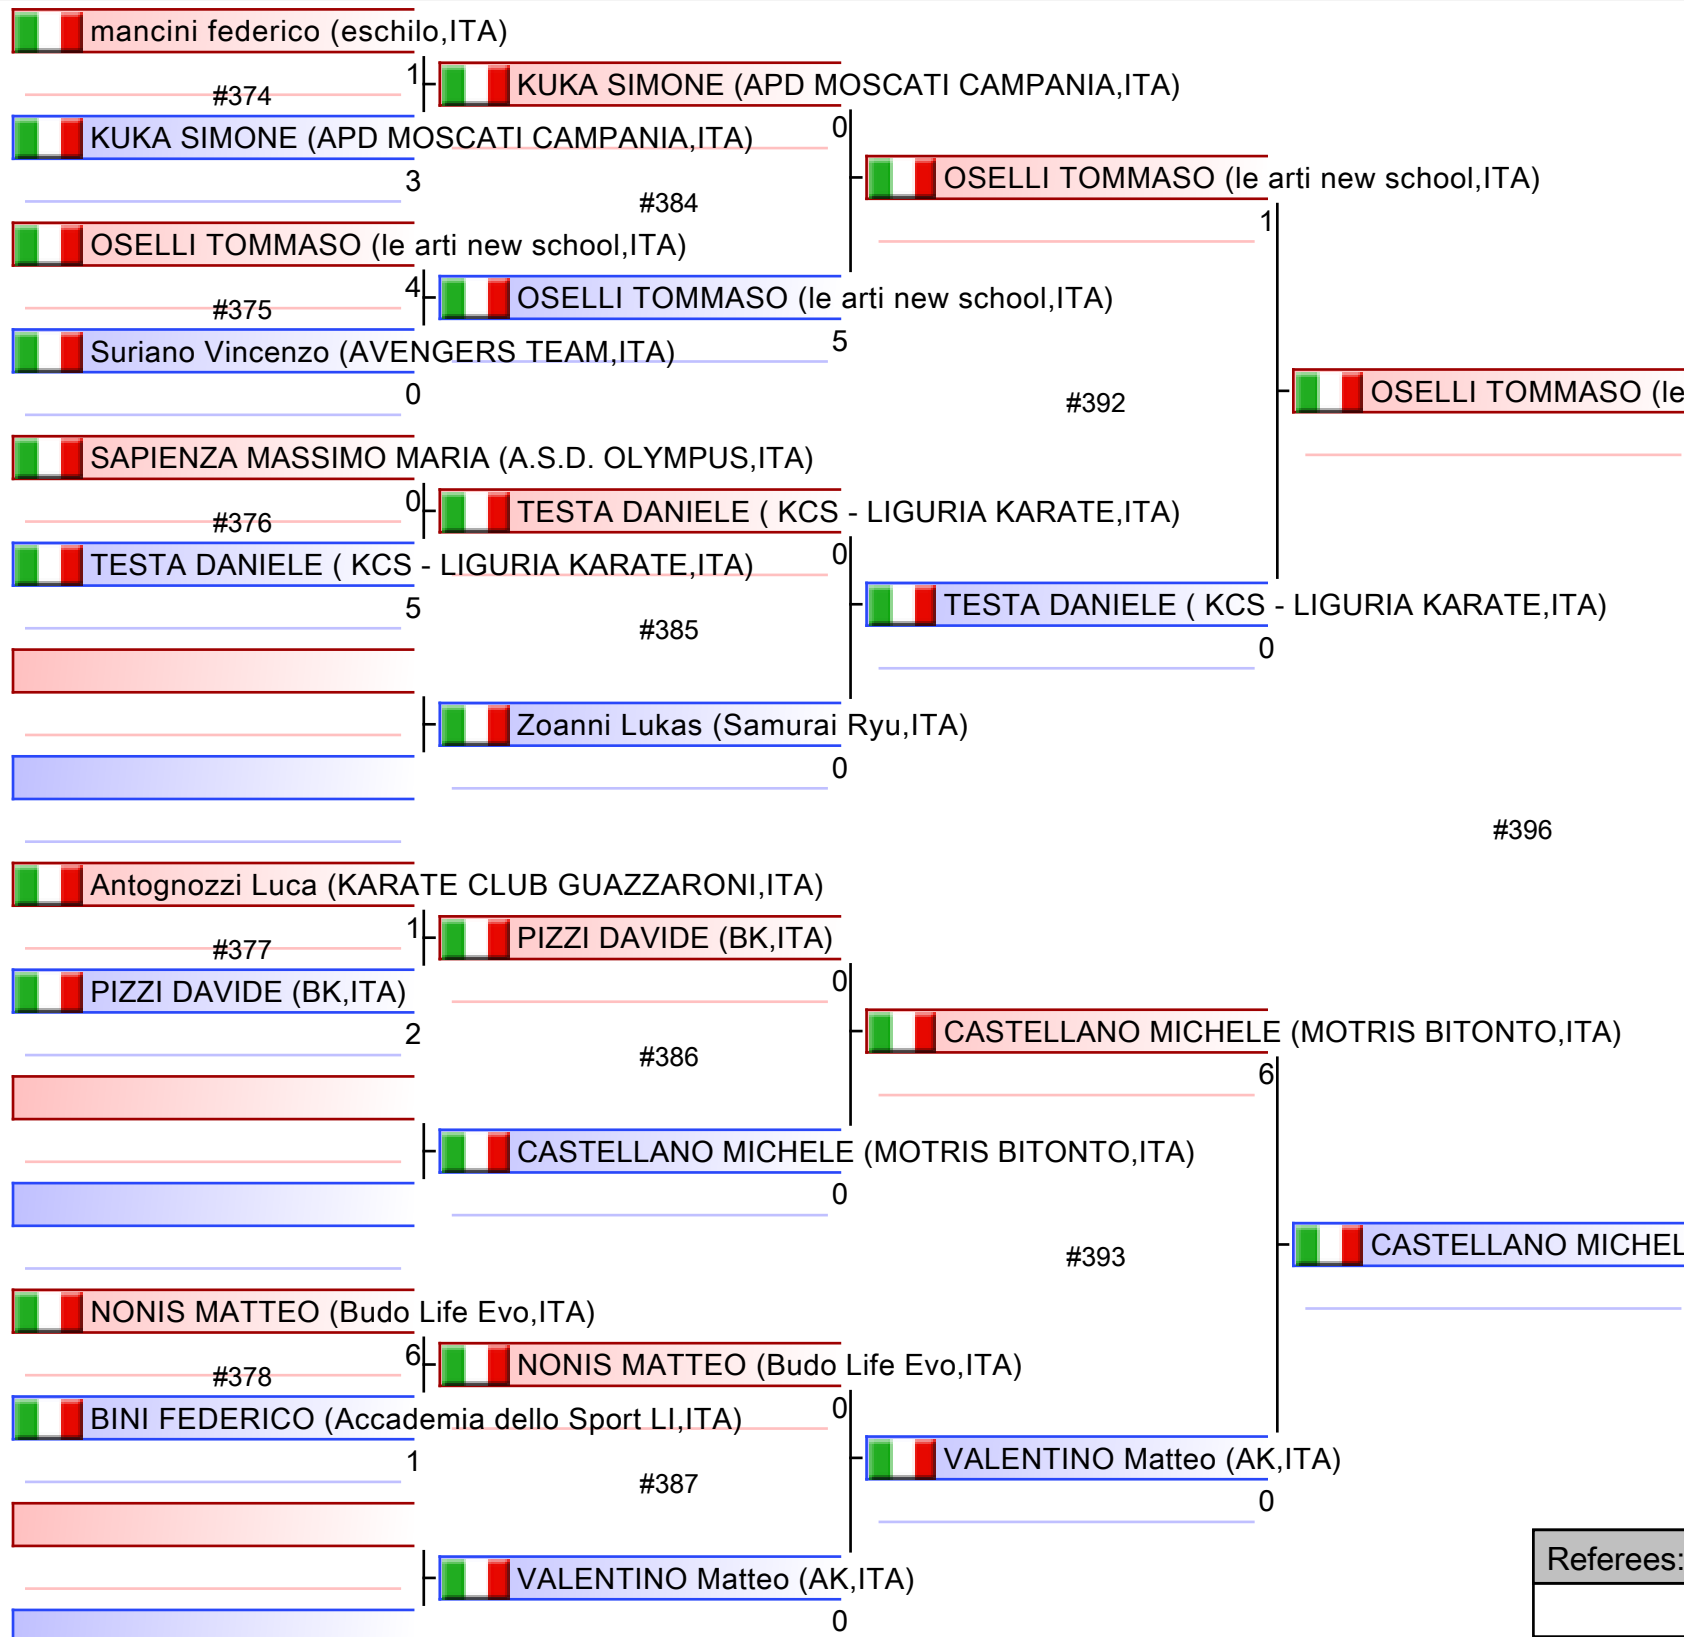 mancini federico (eschilo,ITA)
1
KUKA SIMONE (APD MOSCATI CAMPANIA,ITA)
#374
0
KUKA SIMONE (APD MOSCATI CAMPANIA,ITA)
OSELLI TOMMASO (le arti new school,ITA)
3
#384
1
OSELLI TOMMASO (le arti new school,ITA)
4
OSELLI TOMMASO (le arti new school,ITA)
#375
5
Suriano Vincenzo (AVENGERS TEAM,ITA)
0
#392
OSELLI TOMMASO (le
SAPIENZA MASSIMO MARIA (A.S.D. OLYMPUS,ITA)
0
TESTA DANIELE ( KCS - LIGURIA KARATE,ITA)
#376
0
TESTA DANIELE ( KCS - LIGURIA KARATE,ITA)
TESTA DANIELE ( KCS - LIGURIA KARATE,ITA)
5
#385
0
Zoanni Lukas (Samurai Ryu,ITA)
0
#396
Antognozzi Luca (KARATE CLUB GUAZZARONI,ITA)
1
PIZZI DAVIDE (BK,ITA)
#377
0
PIZZI DAVIDE (BK,ITA)
CASTELLANO MICHELE (MOTRIS BITONTO,ITA)
2
#386
6
CASTELLANO MICHELE (MOTRIS BITONTO,ITA)
0
#393
CASTELLANO MICHEL
NONIS MATTEO (Budo Life Evo,ITA)
6
NONIS MATTEO (Budo Life Evo,ITA)
#378
0
BINI FEDERICO (Accademia dello Sport LI,ITA)
VALENTINO Matteo (AK,ITA)
1
#387
0
Referees:
VALENTINO Matteo (AK,ITA)
0